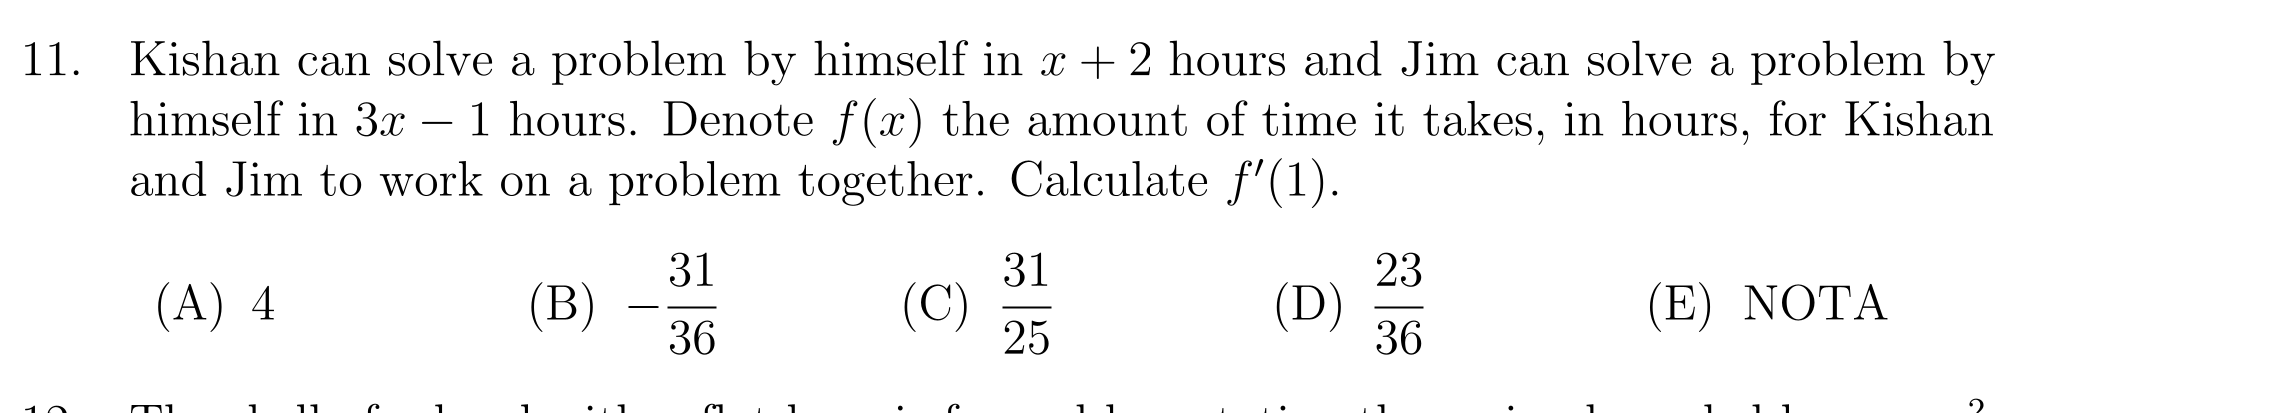 11. Kishan can solve a problem by himself in x + 2 hours and Jim can solve a problem by
himself in 3x − 1 hours. Denote f(x) the amount of time it takes, in hours, for Kishan
and Jim to work on a problem together. Calculate f′(1).
(A) 4 (B) −31/36 (C) 31/25 (D) 23/36 (E) NOTA